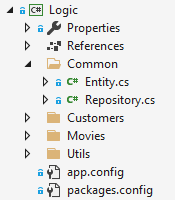 C# Logic
Properties
References
Common
C# Entity.cs
C# Repository.cs
Customers
Movies
Utils
app.config
packages.config